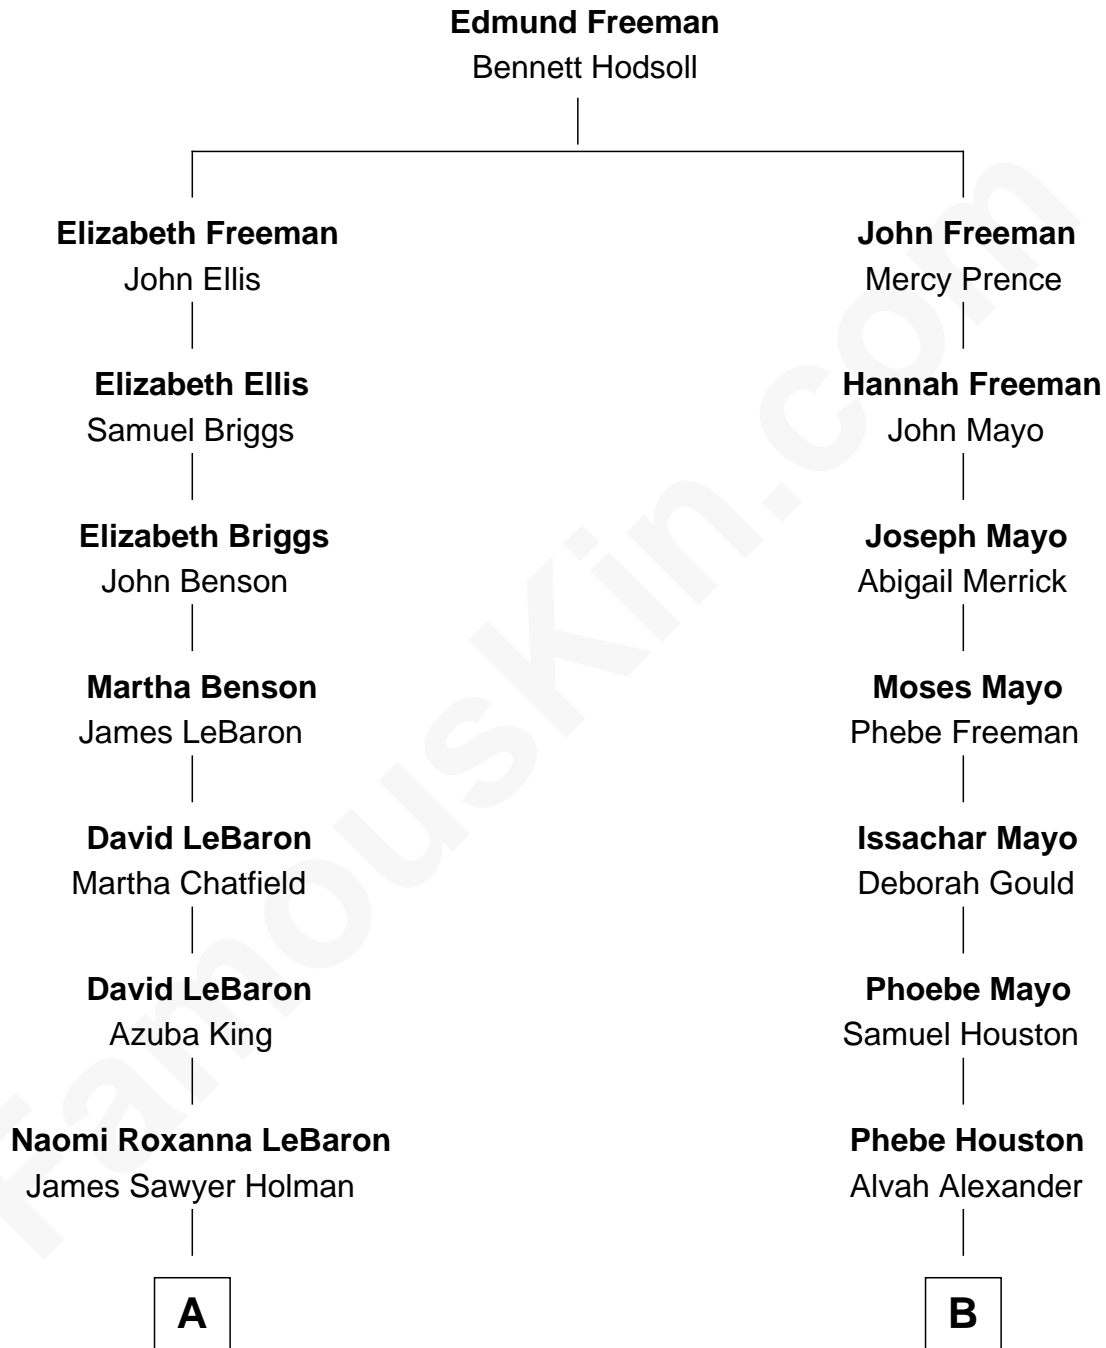 Edmund Freeman
Bennett Hodsoll
Elizabeth Freeman
John Ellis
John Freeman
Mercy Prence
Elizabeth Ellis
Samuel Briggs
Hannah Freeman
John Mayo
Elizabeth Briggs
John Benson
Joseph Mayo
Abigail Merrick
Martha Benson
James LeBaron
Moses Mayo
Phebe Freeman
David LeBaron
Martha Chatfield
Issachar Mayo
Deborah Gould
David LeBaron
Azuba King
Phoebe Mayo
Samuel Houston
Naomi Roxanna LeBaron
James Sawyer Holman
Phebe Houston
Alvah Alexander
A
B
FamousKin.com